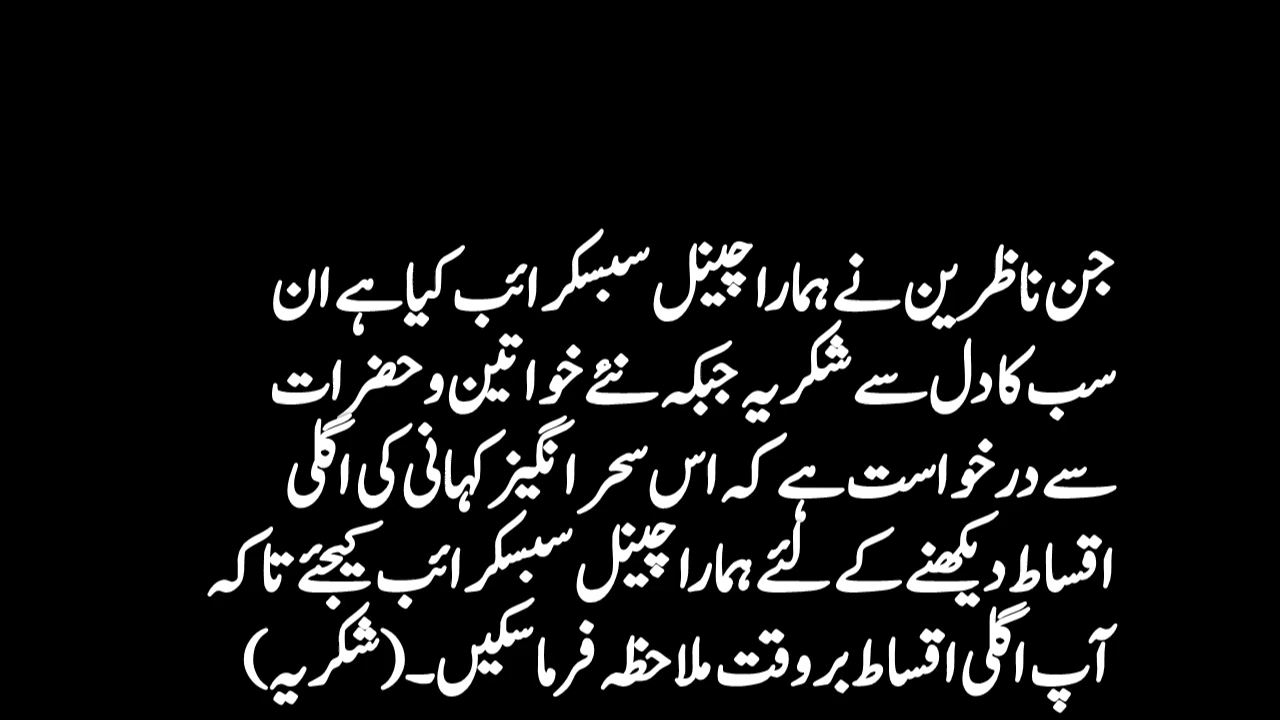 جن ناظرین نے ہمارا چینل سبسکرائب کیا ہے ان
سب کا دل سے شکریہ جبکہ نئے خواتین و حضرات
سے درخواست ہے کہ اس سحر انگیز کہانی کی اگلی
اقساط دیکھنے کے لئے ہمارا چینل سبسکرائب کیجئے تاکہ
آپ اگلی اقساط بروقت ملاحظہ فرما سکیں۔(شکریہ)